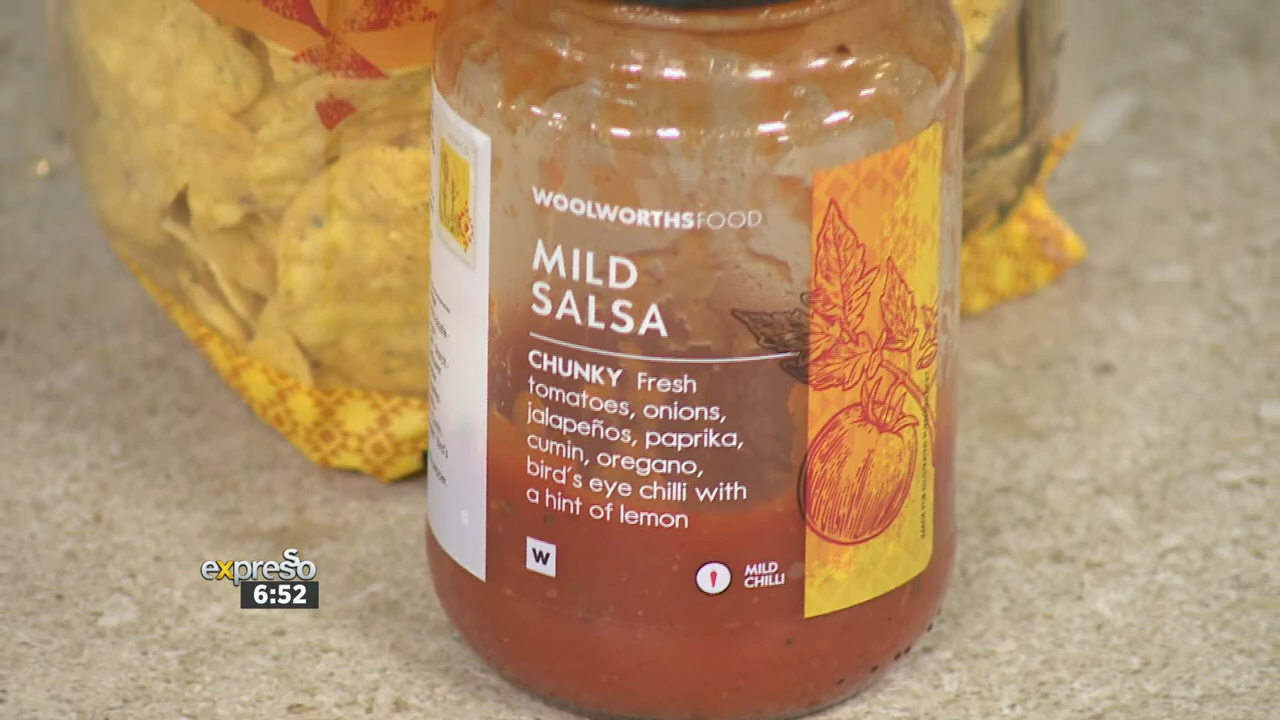 WOOLWORTHSFOOD
MILD
SALSA
CHUNKY Fresh
tomatoes, onions,
jalapeños, paprika,
cumin, oregano,
bird's eye chilli with
a hint of lemon
W
MILD
CHILLI
expresso
6:52